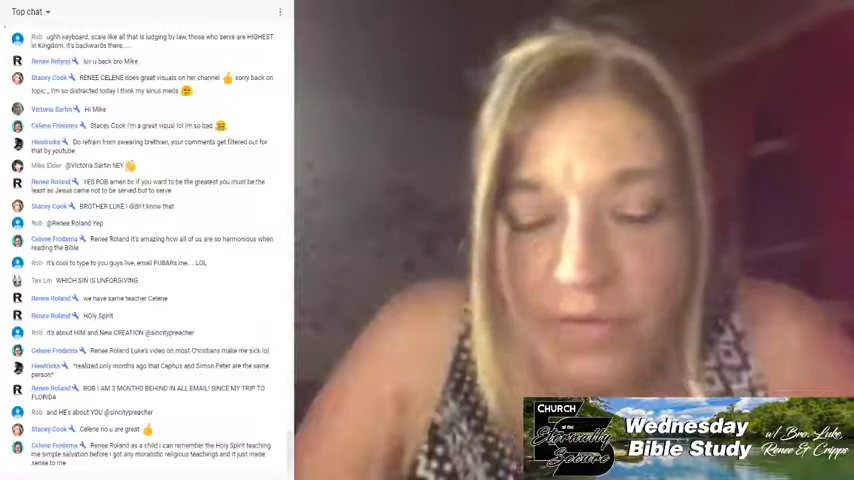 Top chat
Rob ughh keyboard, scale like all that is judging by law, those who serve are HIGHEST
in Kingdom. it's backwards there.....
Renee Roland luv u back bro Mike
Stacey Cook RENEE CELENE does great visuals on her channel sorry back on
topic ,, I'm so distracted today I think my sinus meds
Victoria Sartin Hi Mike
Celene Frodema Stacey Cook I'm a great visual lol im so bad
Hendricks Do refrain from swearing brethren, your comments get filtered out for
that by youtube
Mike Elder @Victoria Sartin hEY
Renee Roland YES ROB amen bc if you want to be the greatest you must be the
least as Jesus came not to be served but to serve
Stacey Cook BROTHER LUKE I didn't know that
Rob @Renee Roland Yep
Celene Frodema Renee Roland it's amazing how all of us are so harmonious when
reading the Bible
Rob it's cool to type to you guys live, email FUBARs me. . . LOL
Tev Lm WHICH SIN IS UNFORGIVING
Renee Roland we have same teacher Celene
Renee Roland HOly Spirit
Rob It's about HIM and New CREATION @sincitypreacher
Celene Frodema Renee Roland Luke's video on most Christians make me sick lol
Hendricks *realized only months ago that Cephus and Simon Peter are the same
person*
Renee Roland ROB I AM 3 MONTHS BEHIND IN ALL EMAIL! SINCE MY TRIP TO
FLORIDA
Rob and HE's about YOU @sincitypreacher
Stacey Cook Celene no u are great
Celene Frodema Renee Roland as a child I can remember the Holy Spirit teaching
me simple salvation before I got any moralistic religious teachings and it just made
sense to me
CHURCH
of the
Eternally
Secure
Wednesday
Bible Study
w/ Bro. Luke,
Renee & Cripps